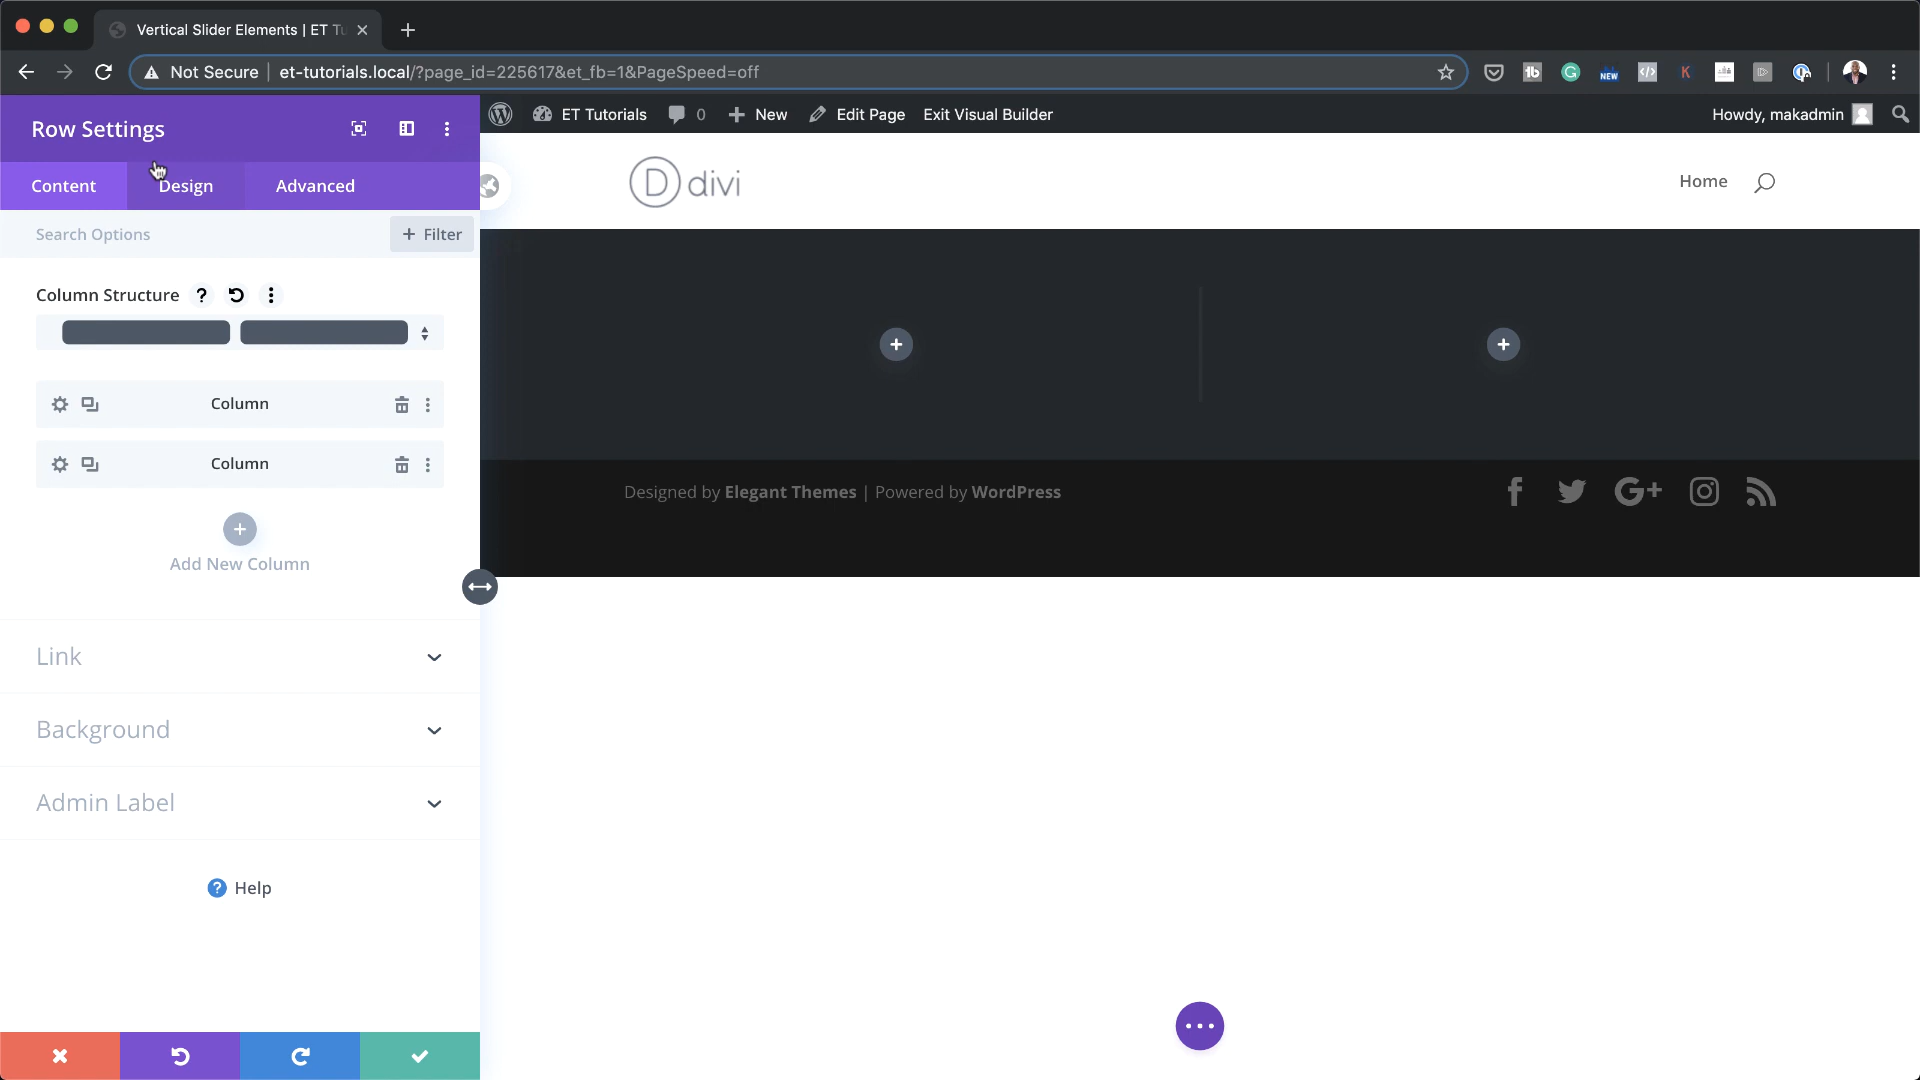 Vertical Slider Elements | ET Tu
Not Secure | et-tutorials.local/?page_id=225617&et_fb=1&PageSpeed=off
ET Tutorials 0 New Edit Page Exit Visual Builder Howdy, makadmin
Row Settings
Content Design Advanced
Search Options + Filter
divi
Home
Column Structure ?
Column
Column
Add New Column
Designed by Elegant Themes | Powered by WordPress
Link
Background
Admin Label
? Help